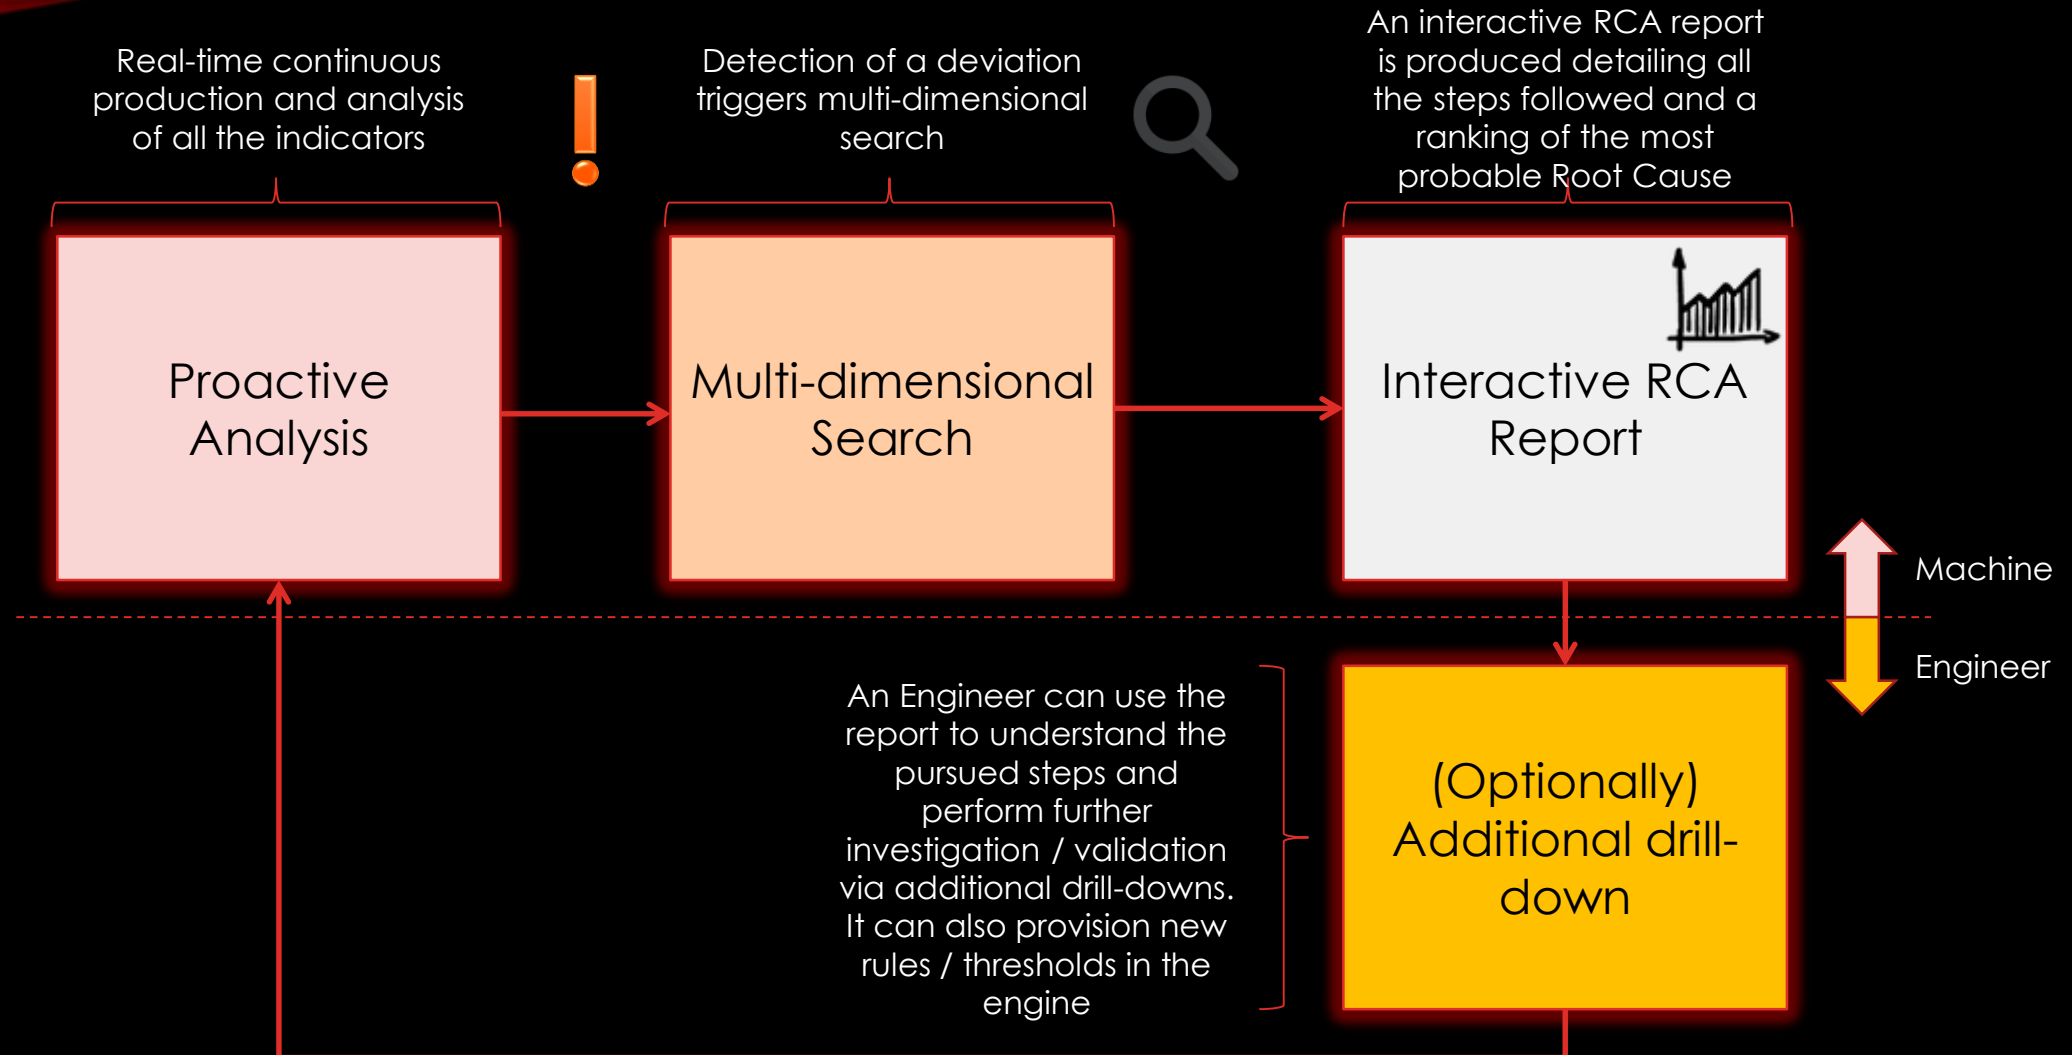 Real-time continuous
production and analysis
of all the indicators
Detection of a deviation
triggers multi-dimensional
search
An interactive RCA report
is produced detailing all
the steps followed and a
ranking of the most
probable Root Cause
Proactive
Analysis
Multi-dimensional
Search
Interactive RCA
Report
Machine
Engineer
An Engineer can use the
report to understand the
pursued steps and
perform further
investigation / validation
via additional drill-downs.
It can also provision new
rules / thresholds in the
engine
(Optionally)
Additional drill-
down